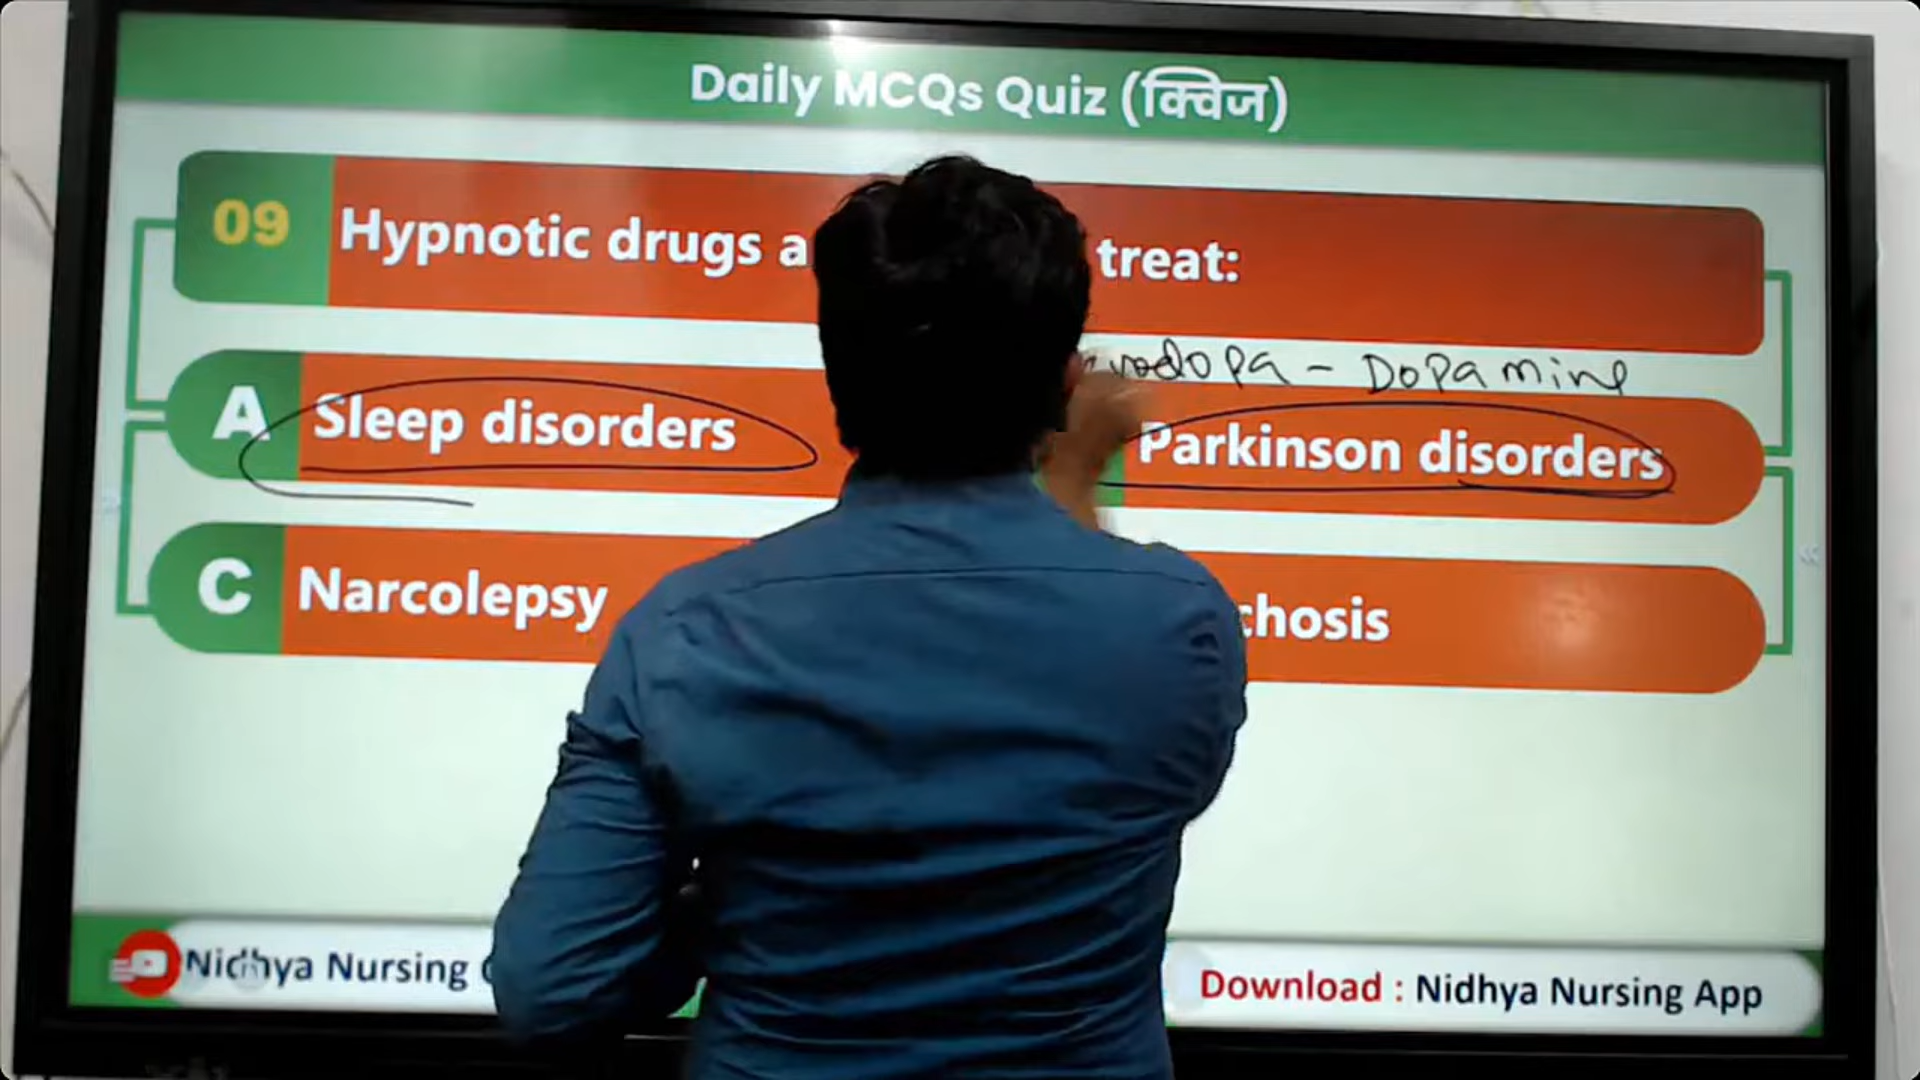 Daily MCQs Quiz (क्विज)
09 Hypnotic drugs a treat:
Dopamine
A Sleep disorders
Parkinson disorders
C Narcolepsy
chosis
Nidhya Nursing
Download : Nidhya Nursing App